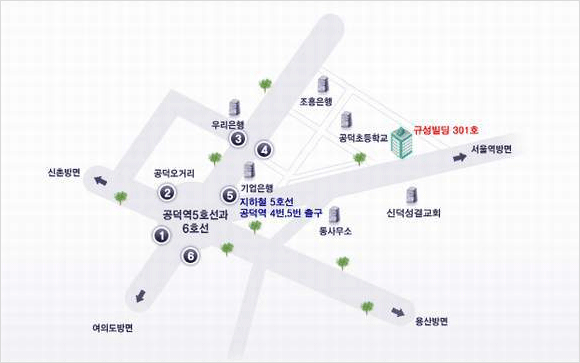 조흥은행
우리은행
3
4
공덕초등학교
규성빌딩 301호
서울역방면
신촌방면
공덕오거리
2
5
기업은행
지하철 5호선
공덕역 4번,5번 출구
공덕역5호선과
6호선
신덕성결교회
동사무소
1
6
여의도방면
용산방면